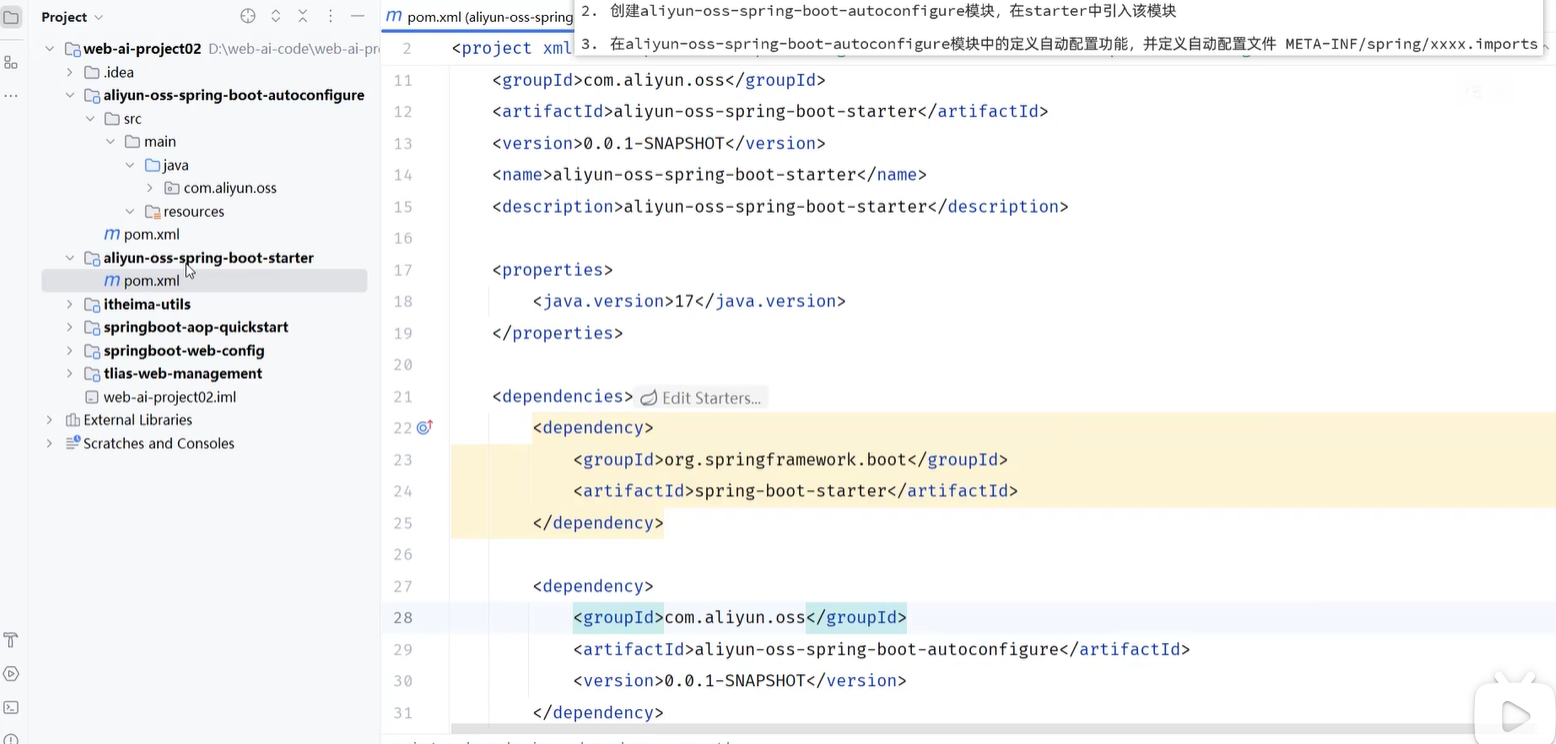 Project
web-ai-project02 D:\web-ai-code\web-ai-pr
.idea
aliyun-oss-spring-boot-autoconfigure
src
main
java
com.aliyun.oss
resources
pom.xml
aliyun-oss-spring-boot-starter
pom.xml
itheima-utils
springboot-aop-quickstart
springboot-web-config
tlias-web-management
web-ai-project02.iml
External Libraries
Scratches and Consoles
pom.xml (aliyun-oss-spring
2. 创建aliyun-oss-spring-boot-autoconfigure模块，在starter中引入该模块
3. 在aliyun-oss-spring-boot-autoconfigure模块中的定义自动配置功能，并定义自动配置文件 META-INF/spring/xxxx.imports
2 <project xml
11 <groupId>com.aliyun.oss</groupId>
12 <artifactId>aliyun-oss-spring-boot-starter</artifactId>
13 <version>0.0.1-SNAPSHOT</version>
14 <name>aliyun-oss-spring-boot-starter</name>
15 <description>aliyun-oss-spring-boot-starter</description>
16
17 <properties>
18 <java.version>17</java.version>
19 </properties>
20
21 <dependencies> Edit Starters...
22 <dependency>
23 <groupId>org.springframework.boot</groupId>
24 <artifactId>spring-boot-starter</artifactId>
25 </dependency>
26
27 <dependency>
28 <groupId>com.aliyun.oss</groupId>
29 <artifactId>aliyun-oss-spring-boot-autoconfigure</artifactId>
30 <version>0.0.1-SNAPSHOT</version>
31 </dependency>